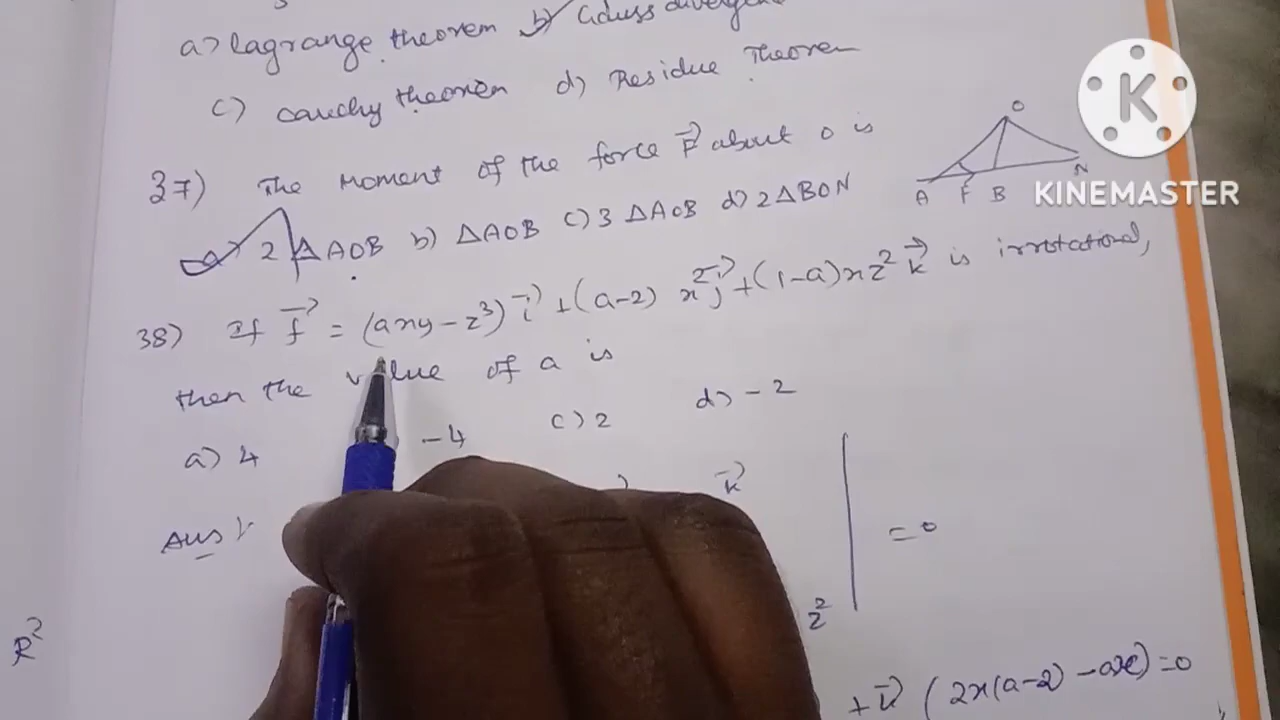 a) lagrange theorem b) Gauss divergen
c) cauchy theorem d) Residue Theorem
37) The Moment of the force F⃗ about O is
a) 2 ΔAOB b) ΔAOB c) 3 ΔAOB d) 2 ΔBON
O
A F B N
K
KINEMASTER
38) If f⃗ = (axy - z³) i⃗ + (a-2) x² j⃗ + (1-a) x z² k⃗ is irrotational,
then the value of a is
a) 4 -4 c) 2 d) -2
Ans
k⃗
= 0
z²
R²
+ k⃗ (2x(a-2) - ax) = 0